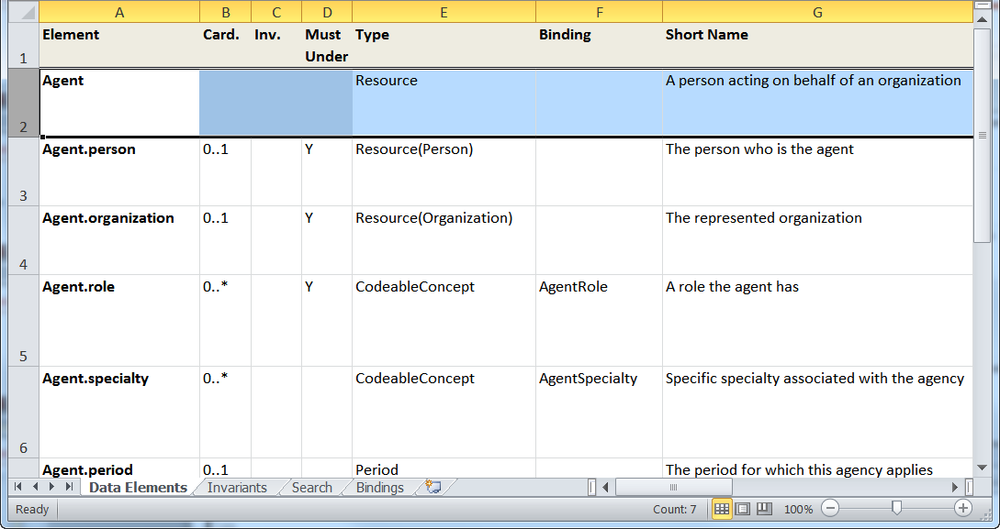 A B C D E F G
Element Card. Inv. Must Type Binding Short Name
Under
1
Agent Resource A person acting on behalf of an organization
2
Agent.person 0..1 Y Resource(Person) The person who is the agent
3
Agent.organization 0..1 Y Resource(Organization) The represented organization
4
Agent.role 0..* Y CodeableConcept AgentRole A role the agent has
5
Agent.specialty 0..* CodeableConcept AgentSpecialty Specific specialty associated with the agency
6
Agent.period 0..1 Period The period for which this agency applies
Data Elements Invariants Search Bindings
Ready Count: 7 100%